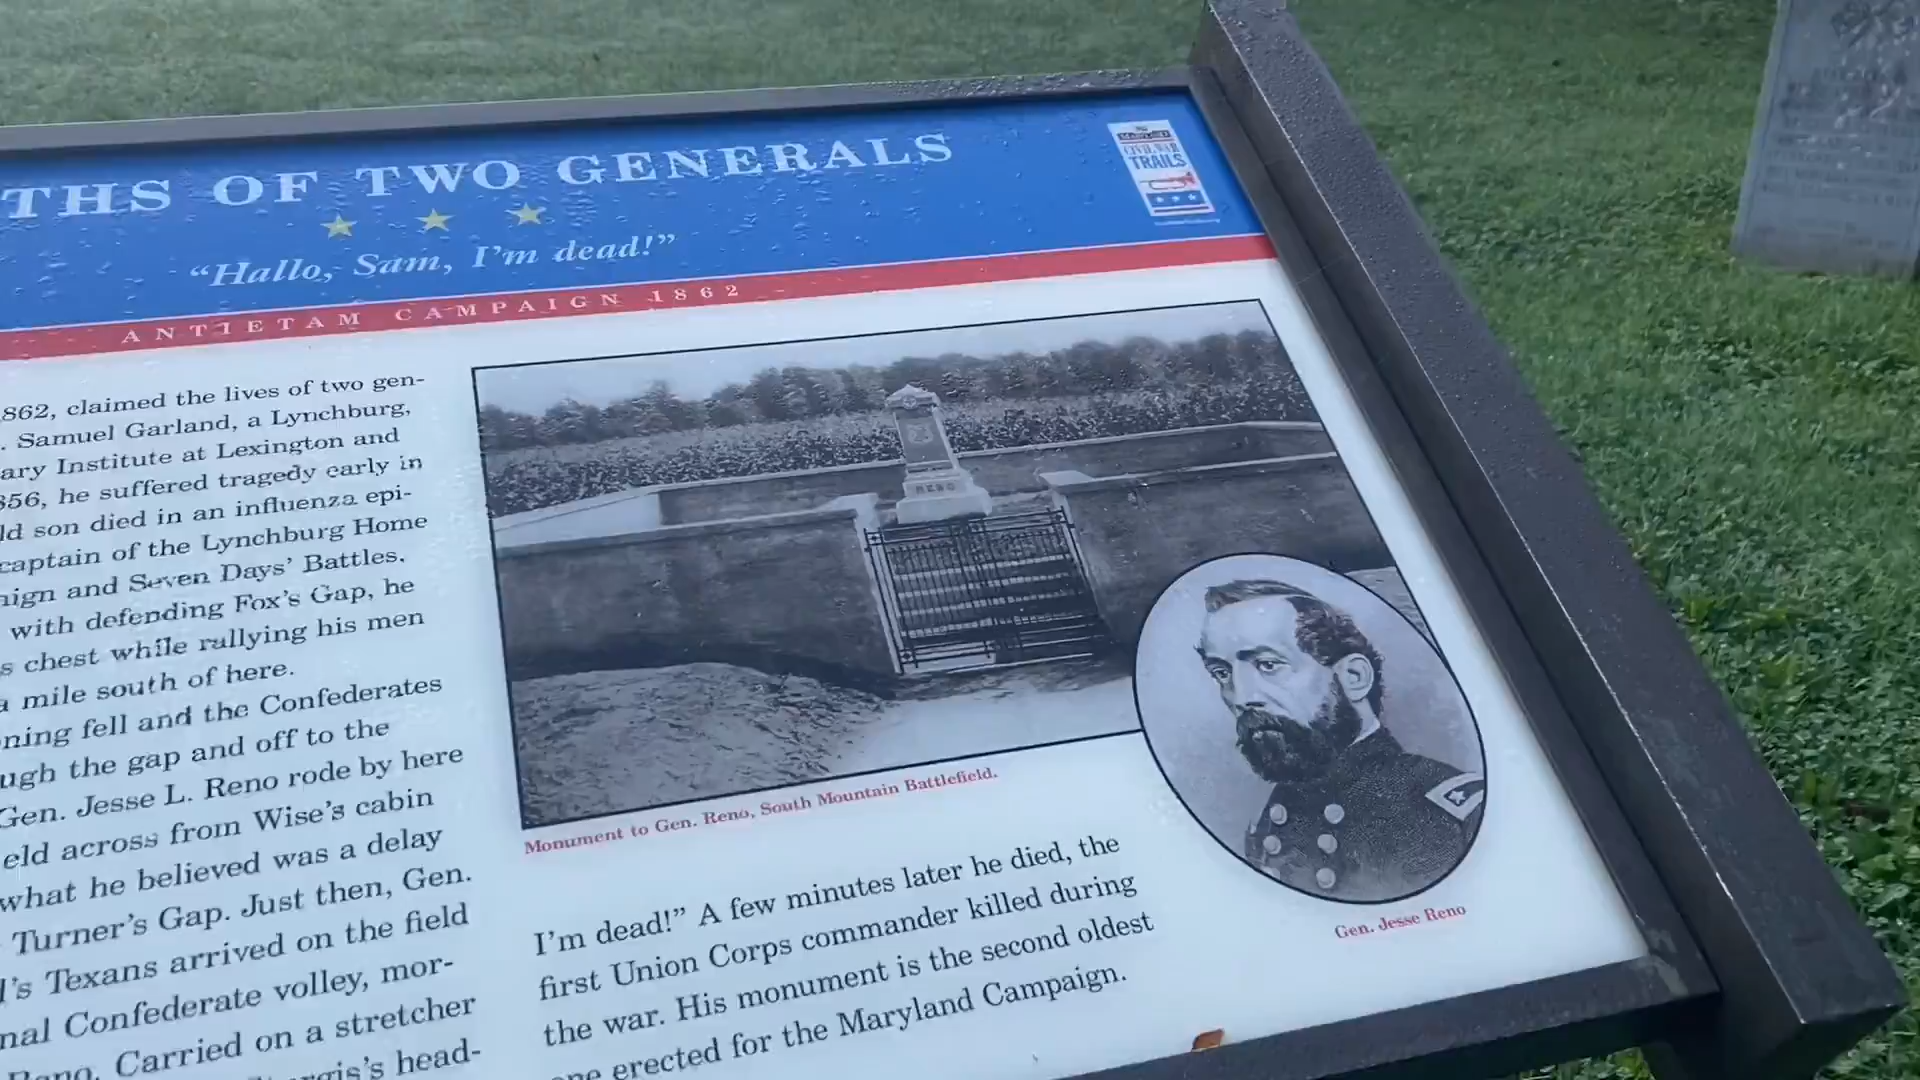 THS OF TWO GENERALS
"Hallo, Sam, I'm dead!"
ANTIETAM CAMPAIGN 1862
MARYLAND
CIVIL WAR
TRAILS
862, claimed the lives of two gen-
. Samuel Garland, a Lynchburg,
ary Institute at Lexington and
856, he suffered tragedy early in
ld son died in an influenza epi-
captain of the Lynchburg Home
aign and Seven Days' Battles.
with defending Fox's Gap, he
s chest while rallying his men
a mile south of here.
ning fell and the Confederates
ugh the gap and off to the
Gen. Jesse L. Reno rode by here
eld across from Wise's cabin
what he believed was a delay
Turner's Gap. Just then, Gen.
l's Texans arrived on the field
nal Confederate volley, mor-
Reno. Carried on a stretcher
urgis's head-
RENO
Monument to Gen. Reno, South Mountain Battlefield.
I'm dead!" A few minutes later he died, the
first Union Corps commander killed during
the war. His monument is the second oldest
one erected for the Maryland Campaign.
Gen. Jesse Reno